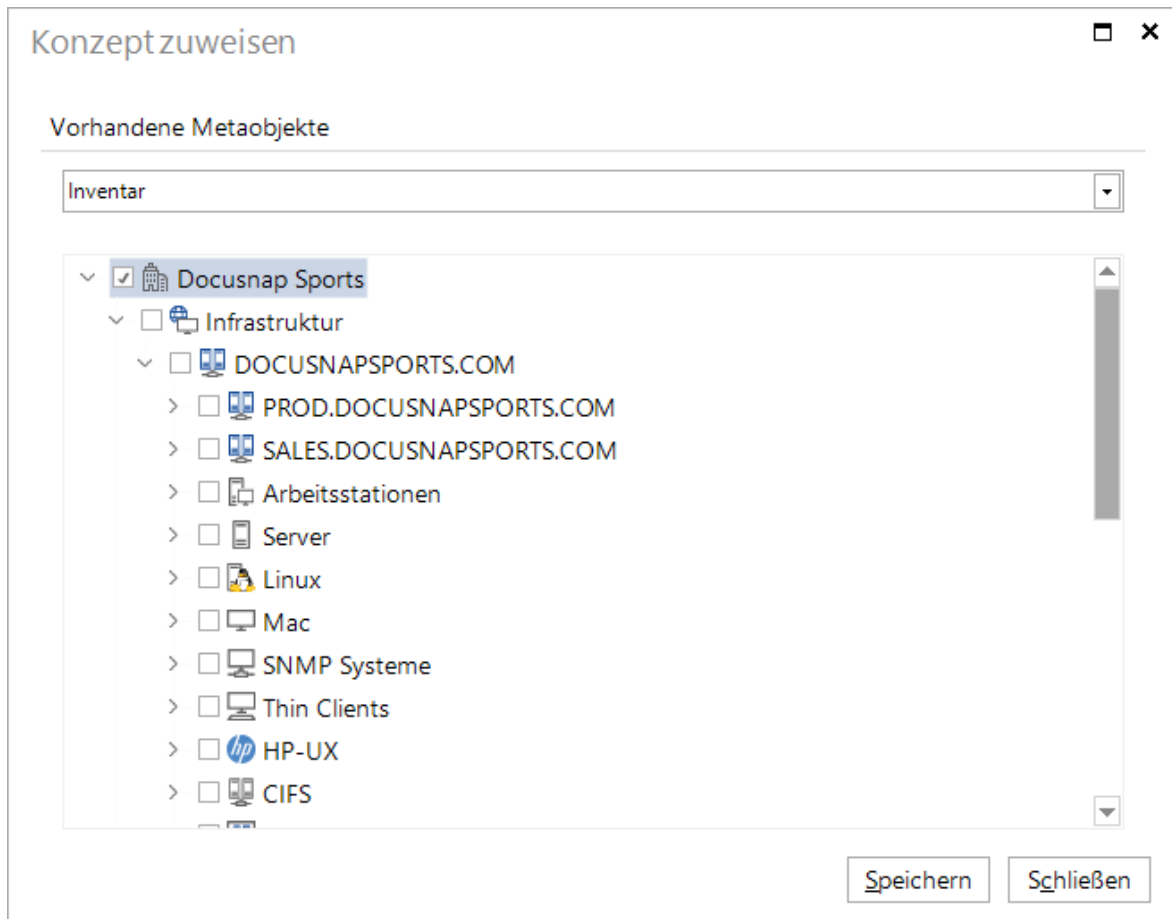 Konzept zuweisen
Vorhandene Metaobjekte
Inventar
Docusnap Sports
Infrastruktur
DOCUSNAPSPORTS.COM
PROD.DOCUSNAPSPORTS.COM
SALES.DOCUSNAPSPORTS.COM
Arbeitsstationen
Server
Linux
Mac
SNMP Systeme
Thin Clients
hp HP-UX
CIFS
Speichern Schließen